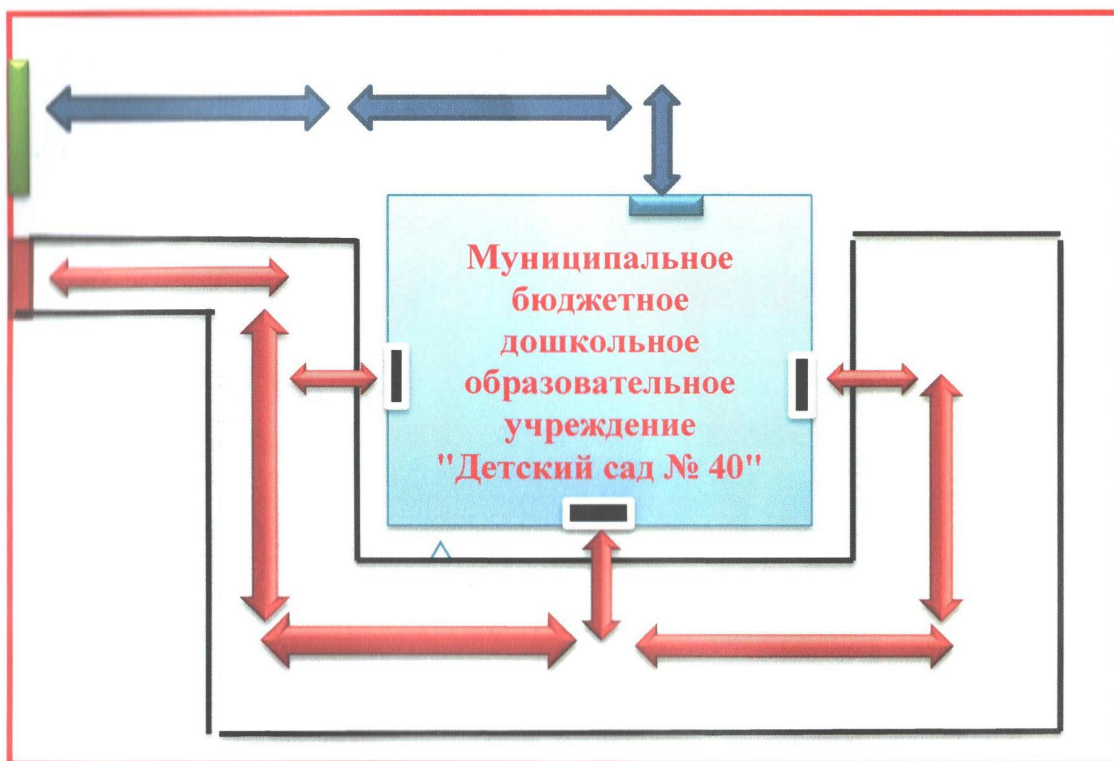 Муниципальное
бюджетное
дошкольное
образовательное
учреждение
"Детский сад № 40"